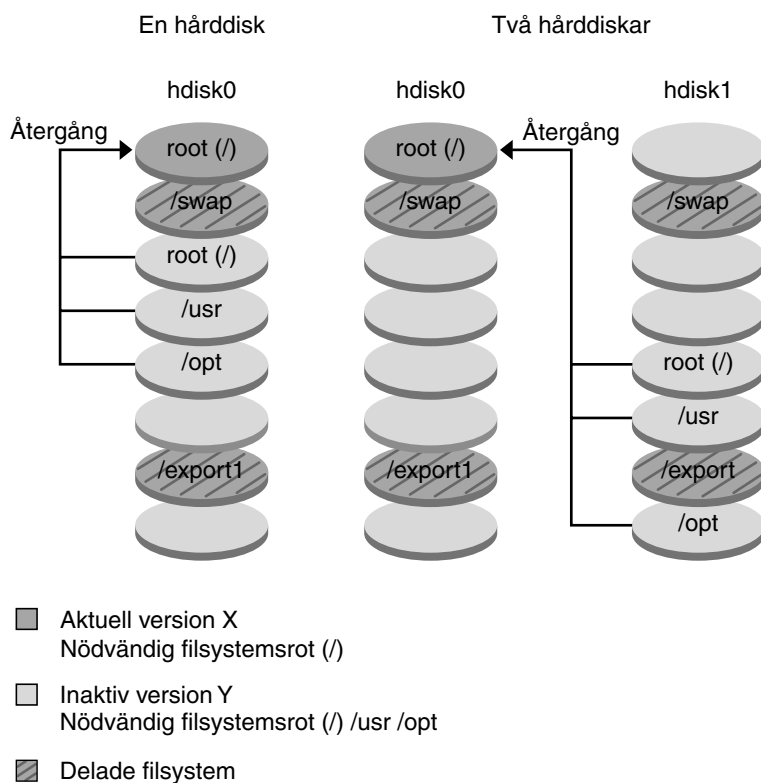 En hårddisk
Två hårddiskar
hdisk0
hdisk0
hdisk1
Återgång
root (/)
/swap
root (/)
/usr
/opt
/export1
root (/)
/swap
/export1
Återgång
/swap
root (/)
/usr
/export
/opt
Aktuell version X
Nödvändig filsystemsrot (/)
Inaktiv version Y
Nödvändig filsystemsrot (/) /usr /opt
Delade filsystem